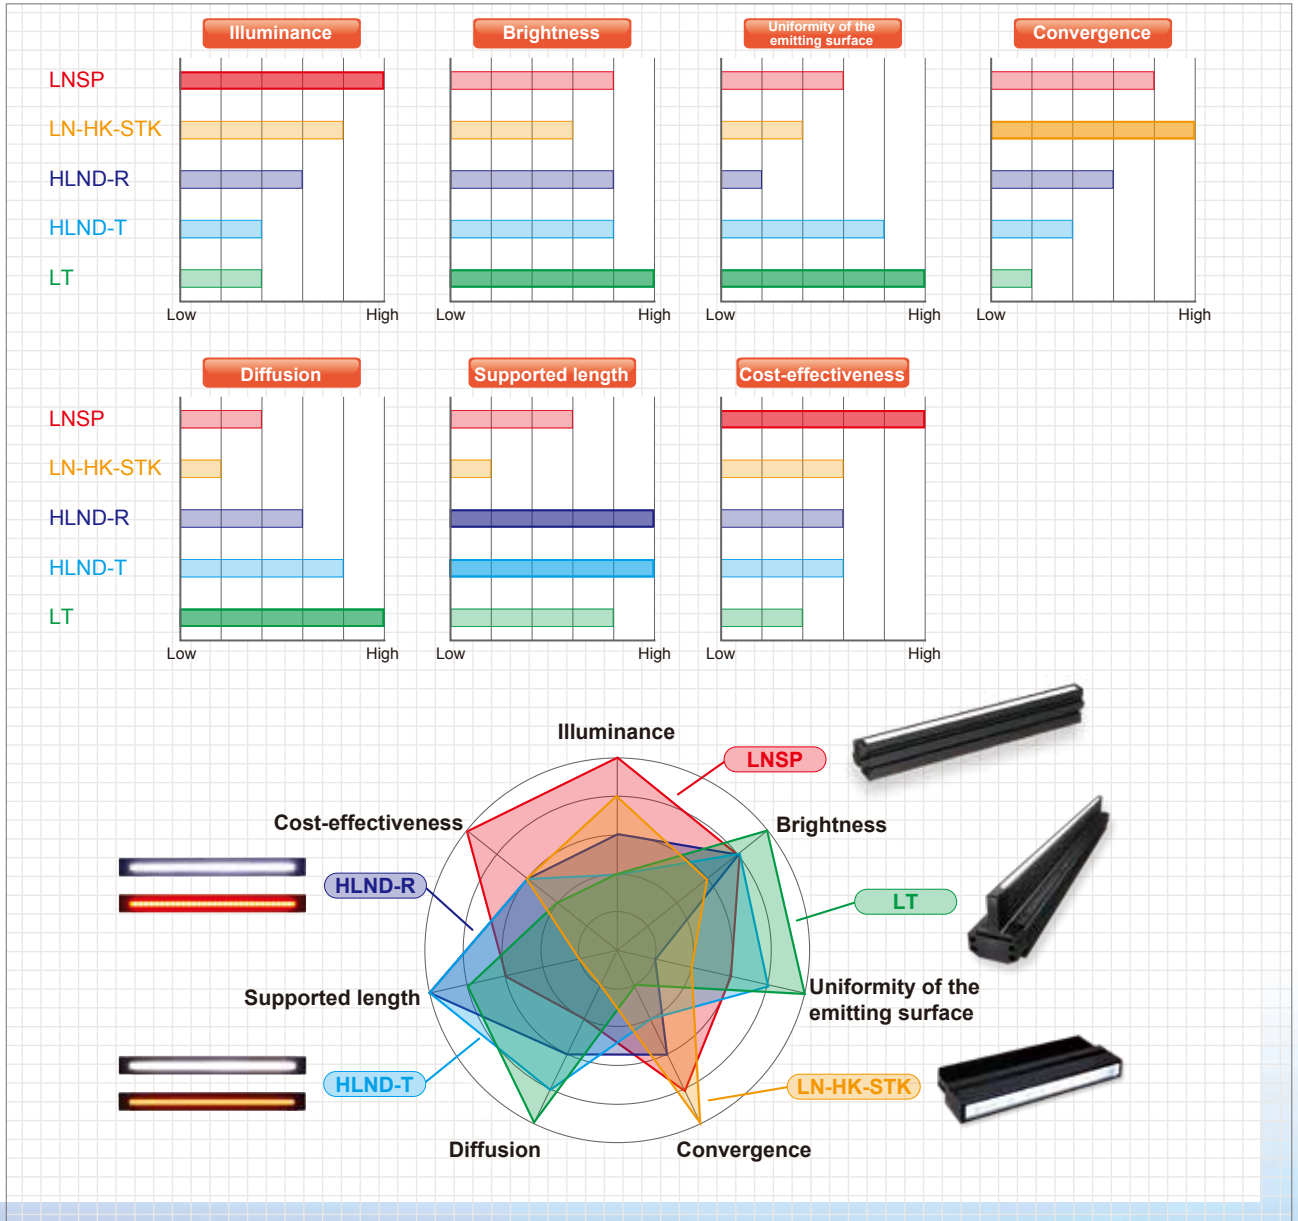 Illuminance
Brightness
Uniformity of the
emitting surface
Convergence
LNSP
LN-HK-STK
HLND-R
HLND-T
LT
Low
High
Low
High
Low
High
Low
High
Diffusion
Supported length
Cost-effectiveness
LNSP
LN-HK-STK
HLND-R
HLND-T
LT
Low
High
Low
High
Low
High
Illuminance
LNSP
Cost-effectiveness
Brightness
HLND-R
LT
Supported length
Uniformity of the
emitting surface
HLND-T
LN-HK-STK
Diffusion
Convergence